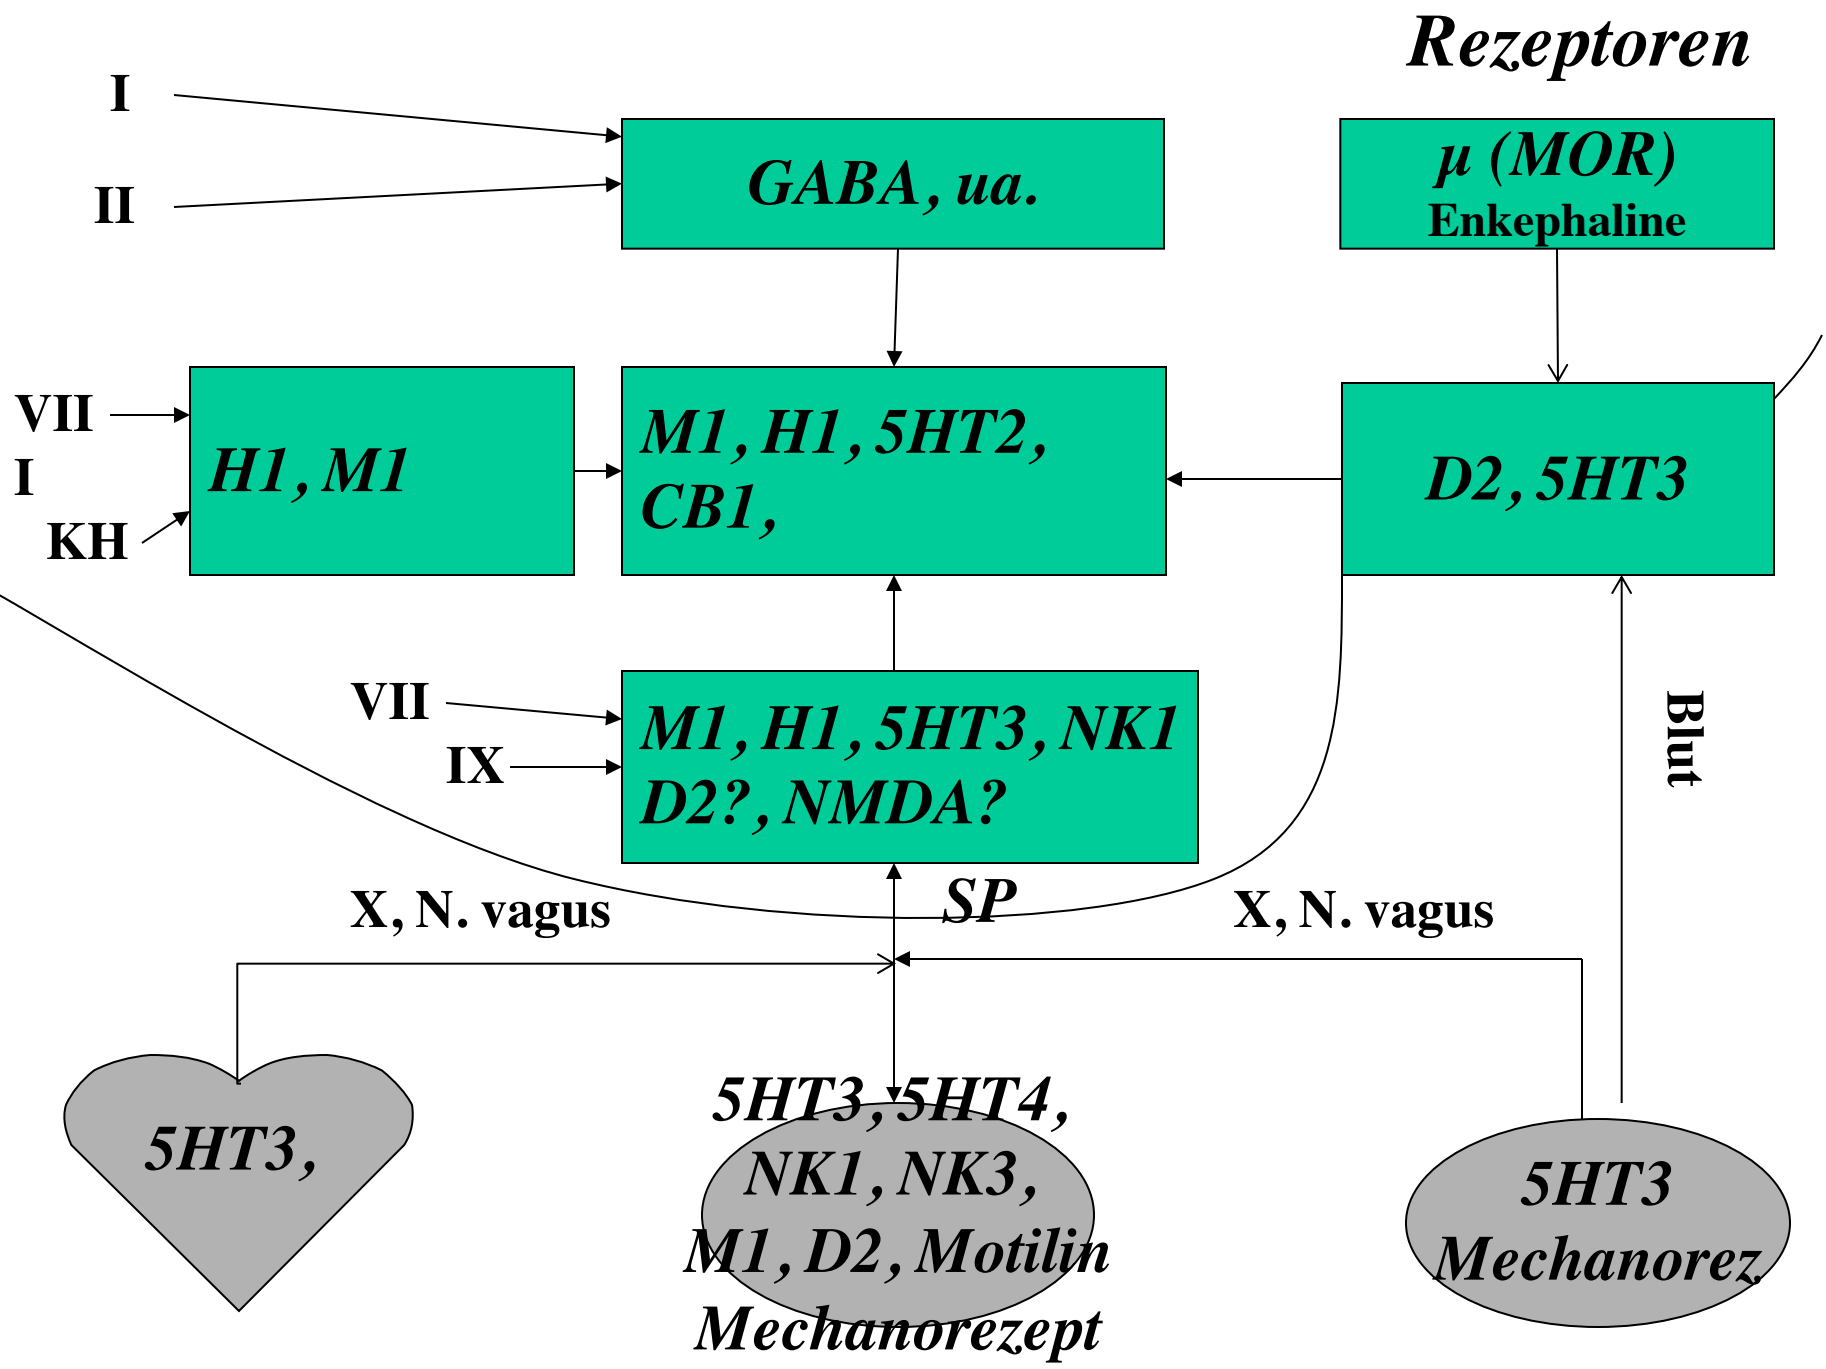 Rezeptoren
I
II
GABA, ua.
µ (MOR)
Enkephaline
VII
I
KH
H1, M1
M1, H1, 5HT2,
CB1,
D2, 5HT3
VII
IX
M1, H1, 5HT3, NK1
D2?, NMDA?
Blut
SP
X, N. vagus
X, N. vagus
5HT3,
5HT3, 5HT4,
NK1, NK3,
M1, D2, Motilin
Mechanorezept
5HT3
Mechanorez.